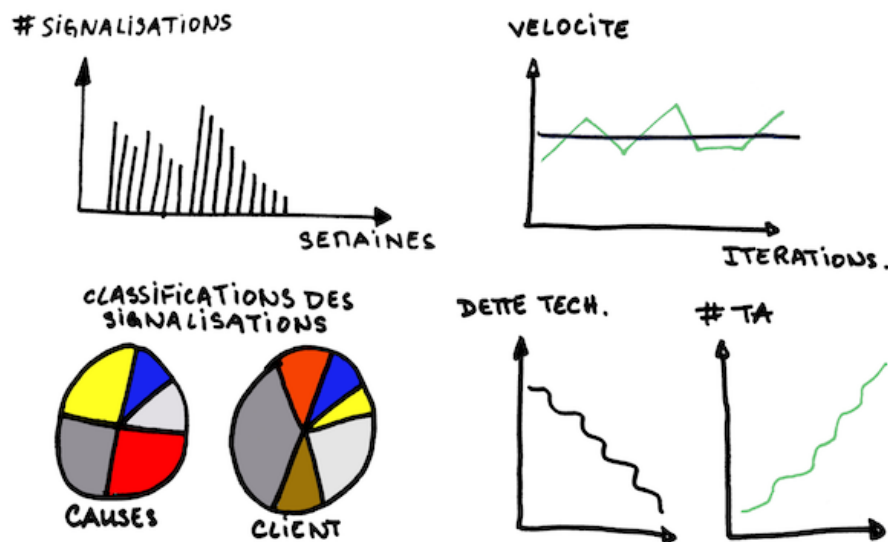 # SIGNALISATIONS
SEMAINES
VELOCITE
ITERATIONS.
CLASSIFICATIONS DES
SIGNALISATIONS
CAUSES
CLIENT
DETTE TECH.
# TA